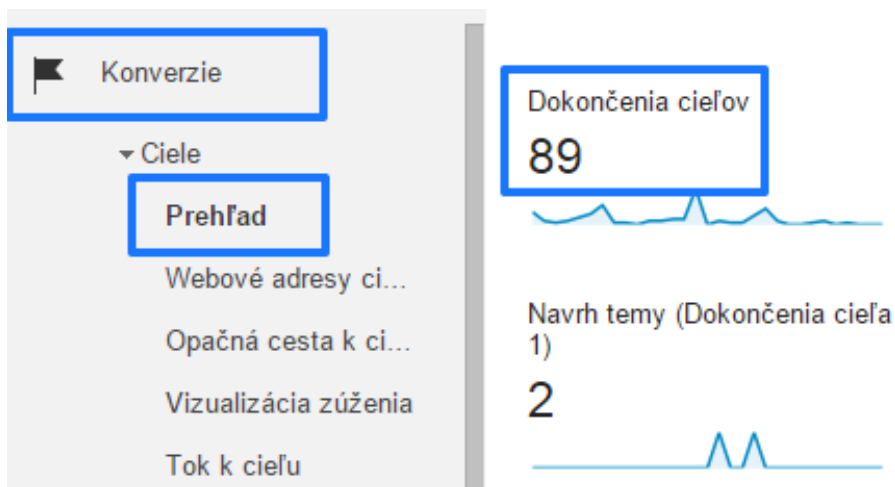 Konverzie
Ciele
Prehľad
Webové adresy ci...
Opačná cesta k ci...
Vizualizácia zúženia
Tok k cieľu
Dokončenia cieľov
89
Navrh temy (Dokončenia cieľa
1)
2